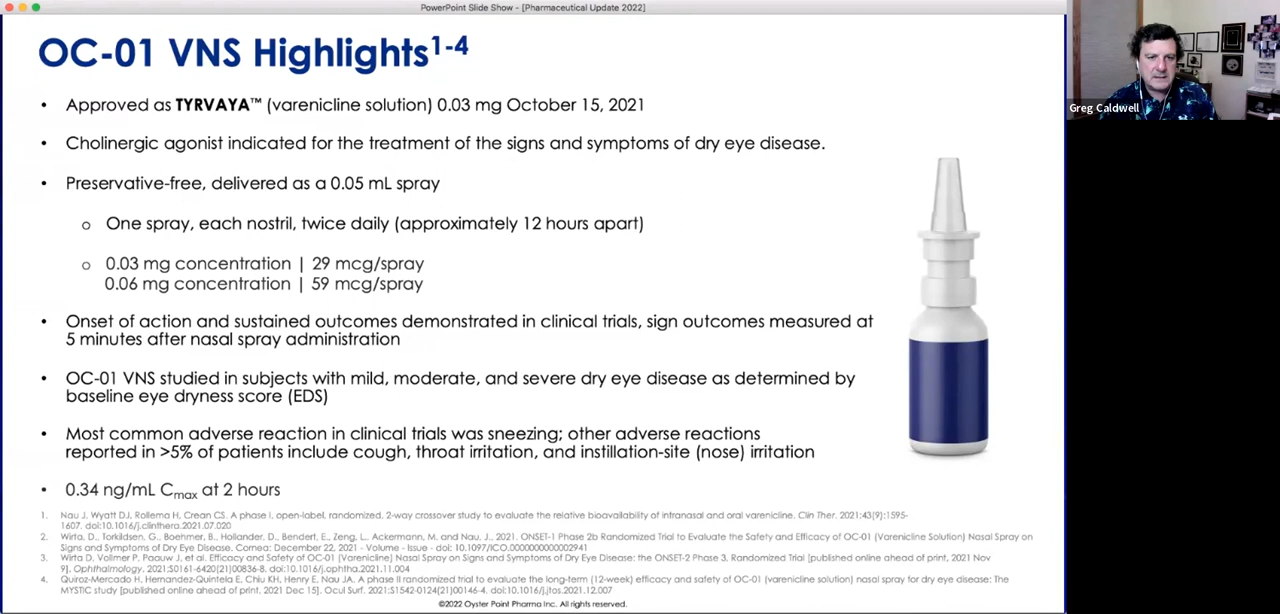 PowerPoint Slide Show - [Pharmaceutical Update 2022]
OC-01 VNS Highlights1-4
• Approved as TYRVAYA™ (varenicline solution) 0.03 mg October 15, 2021
• Cholinergic agonist indicated for the treatment of the signs and symptoms of dry eye disease.
• Preservative-free, delivered as a 0.05 mL spray
o One spray, each nostril, twice daily (approximately 12 hours apart)
o 0.03 mg concentration | 29 mcg/spray
0.06 mg concentration | 59 mcg/spray
• Onset of action and sustained outcomes demonstrated in clinical trials, sign outcomes measured at
5 minutes after nasal spray administration
• OC-01 VNS studied in subjects with mild, moderate, and severe dry eye disease as determined by
baseline eye dryness score (EDS)
• Most common adverse reaction in clinical trials was sneezing; other adverse reactions
reported in >5% of patients include cough, throat irritation, and instillation-site (nose) irritation
• 0.34 ng/mL Cmax at 2 hours
1. Nau J, Wyatt DJ, Rollema H, Crean CS. A phase I, open-label, randomized, 2-way crossover study to evaluate the relative bioavailability of intranasal and oral varenicline. Clin Ther. 2021;43(9):1595-
1607. doi:10.1016/j.clinthera.2021.07.020
2. Wirta, D., Torkildsen, G., Boehmer, B., Hollander, D., Bendert, E., Zeng, L., Ackermann, M. and Nau, J., 2021. ONSET-1 Phase 2b Randomized Trial to Evaluate the Safety and Efficacy of OC-01 (Varenicline Solution) Nasal Spray on
Signs and Symptoms of Dry Eye Disease. Cornea: December 22, 2021 - Volume - Issue - doi: 10.1097/ICO.0000000000002941
3. Wirta D, Vollmer P, Paauw J, et al. Efficacy and Safety of OC-01 (Varenicline) Nasal Spray on Signs and Symptoms of Dry Eye Disease: the ONSET-2 Phase 3, Randomized Trial [published online ahead of print, 2021 Nov
9]. Ophthalmology. 2021;S0161-6420(21)00836-8. doi:10.1016/j.ophtha.2021.11.004
4. Quiroz-Mercado H, Hernandez-Quintela E, Chiu KH, Henry E, Nau JA. A phase II randomized trial to evaluate the long-term (12-week) efficacy and safety of OC-01 (varenicline solution) nasal spray for dry eye disease: The
MYSTIC study [published online ahead of print, 2021 Dec 15]. Ocul Surf. 2021;S1542-0124(21)00146-4. doi:10.1016/j.jtos.2021.12.007
©2022 Oyster Point Pharma Inc. All rights reserved.
Greg Caldwell